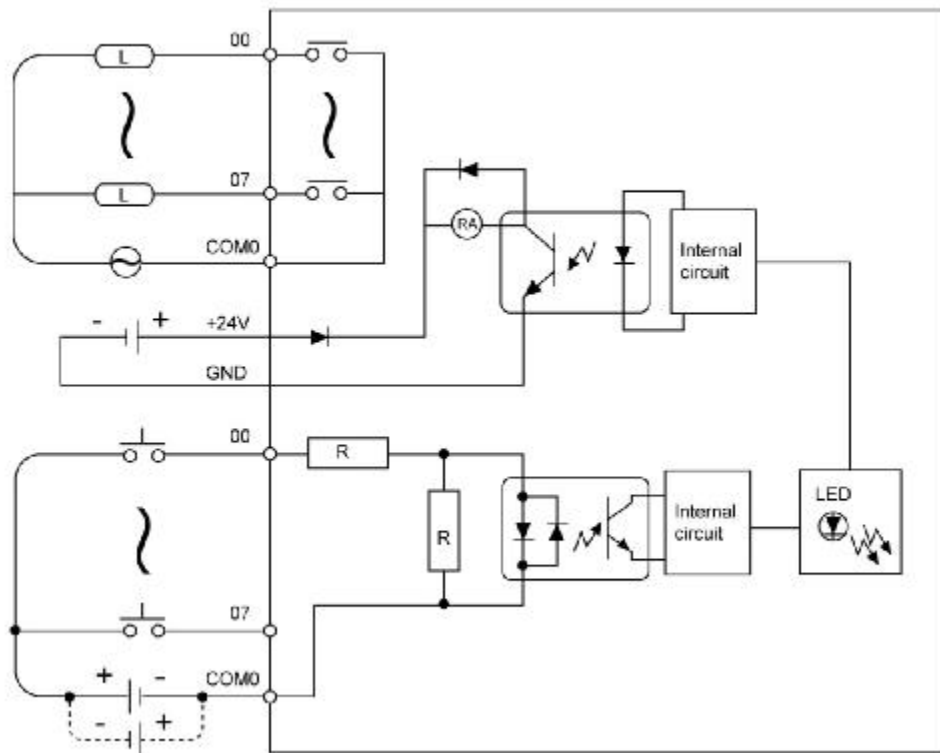 00
L
07
L
COM0
RA
Internal
circuit
- +
+24V
GND
00
R
R
Internal
circuit
LED
07
+ -
COM0
- +